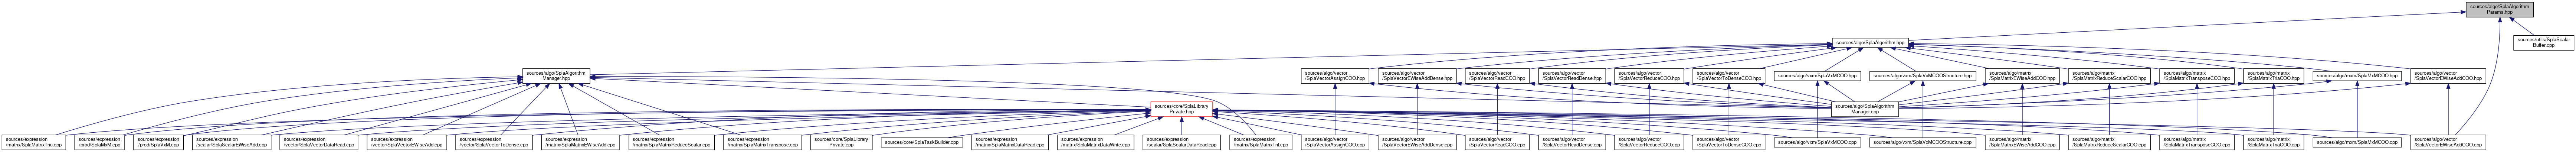 sources/algo/SplaAlgorithm
Params.hpp
sources/utils/SplaScalar
Buffer.cpp
sources/algo/SplaAlgorithm.hpp
sources/algo/SplaAlgorithm
Manager.hpp
sources/algo/vector
/SplaVectorAssignCOO.hpp
sources/algo/vector
/SplaVectorEWiseAddDense.hpp
sources/algo/vector
/SplaVectorReadCOO.hpp
sources/algo/vector
/SplaVectorReadDense.hpp
sources/algo/vector
/SplaVectorReduceCOO.hpp
sources/algo/vector
/SplaVectorToDenseCOO.hpp
sources/algo/vxm/SplaVxMCOO.hpp
sources/algo/vxm/SplaVxMCOOStructure.hpp
sources/algo/matrix
/SplaMatrixEWiseAddCOO.hpp
sources/algo/matrix
/SplaMatrixReduceScalarCOO.hpp
sources/algo/matrix
/SplaMatrixTransposeCOO.hpp
sources/algo/matrix
/SplaMatrixTriaCOO.hpp
sources/algo/mxm/SplaMxMCOO.hpp
sources/algo/vector
/SplaVectorEWiseAddCOO.hpp
sources/core/SplaLibrary
Private.hpp
sources/algo/SplaAlgorithm
Manager.cpp
sources/expression
/matrix/SplaMatrixTriu.cpp
sources/expression
/prod/SplaMxM.cpp
sources/expression
/prod/SplaVxM.cpp
sources/expression
/scalar/SplaScalarEWiseAdd.cpp
sources/expression
/vector/SplaVectorDataRead.cpp
sources/expression
/vector/SplaVectorEWiseAdd.cpp
sources/expression
/vector/SplaVectorToDense.cpp
sources/expression
/matrix/SplaMatrixEWiseAdd.cpp
sources/expression
/matrix/SplaMatrixReduceScalar.cpp
sources/expression
/matrix/SplaMatrixTranspose.cpp
sources/core/SplaLibrary
Private.cpp
sources/core/SplaTaskBuilder.cpp
sources/expression
/matrix/SplaMatrixDataRead.cpp
sources/expression
/matrix/SplaMatrixDataWrite.cpp
sources/expression
/scalar/SplaScalarDataRead.cpp
sources/expression
/matrix/SplaMatrixTril.cpp
sources/algo/vector
/SplaVectorAssignCOO.cpp
sources/algo/vector
/SplaVectorEWiseAddDense.cpp
sources/algo/vector
/SplaVectorReadCOO.cpp
sources/algo/vector
/SplaVectorReadDense.cpp
sources/algo/vector
/SplaVectorReduceCOO.cpp
sources/algo/vector
/SplaVectorToDenseCOO.cpp
sources/algo/vxm/SplaVxMCOO.cpp
sources/algo/vxm/SplaVxMCOOStructure.cpp
sources/algo/matrix
/SplaMatrixEWiseAddCOO.cpp
sources/algo/matrix
/SplaMatrixReduceScalarCOO.cpp
sources/algo/matrix
/SplaMatrixTransposeCOO.cpp
sources/algo/matrix
/SplaMatrixTriaCOO.cpp
sources/algo/mxm/SplaMxMCOO.cpp
sources/algo/vector
/SplaVectorEWiseAddCOO.cpp